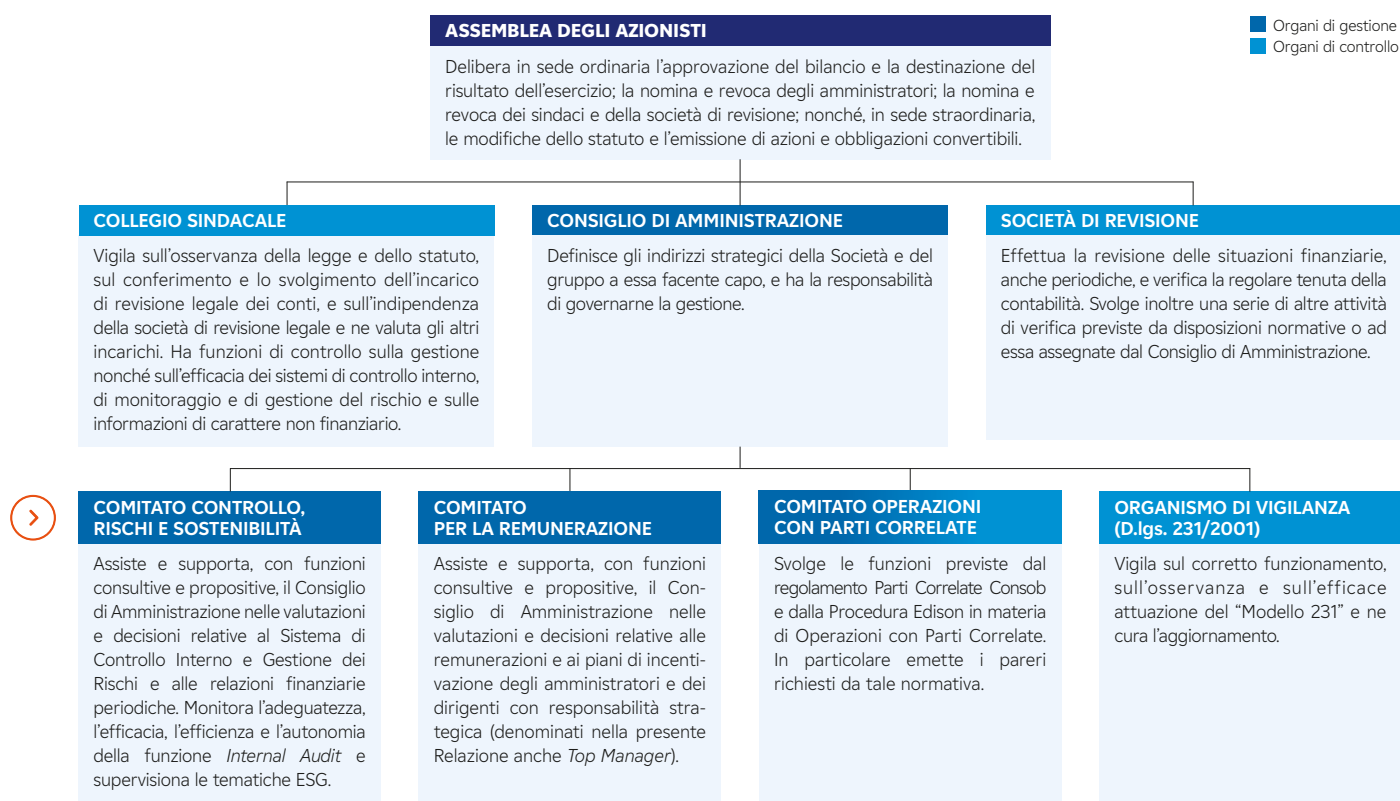 ASSEMBLEA DEGLI AZIONISTI
Delibera in sede ordinaria l'approvazione del bilancio e la destinazione del
risultato dell'esercizio; la nomina e revoca degli amministratori; la nomina e
revoca dei sindaci e della società di revisione; nonché, in sede straordinaria,
le modifiche dello statuto e l'emissione di azioni e obbligazioni convertibili.
Organi di gestione
Organi di controllo
COLLEGIO SINDACALE
Vigila sull'osservanza della legge e dello statuto,
sul conferimento e lo svolgimento dell'incarico
di revisione legale dei conti, e sull'indipendenza
della società di revisione legale e ne valuta gli altri
incarichi. Ha funzioni di controllo sulla gestione
nonché sull'efficacia dei sistemi di controllo interno,
di monitoraggio e di gestione del rischio e sulle
informazioni di carattere non finanziario.
CONSIGLIO DI AMMINISTRAZIONE
Definisce gli indirizzi strategici della Società e del
gruppo a essa facente capo, e ha la responsabilità
di governarne la gestione.
SOCIETÀ DI REVISIONE
Effettua la revisione delle situazioni finanziarie,
anche periodiche, e verifica la regolare tenuta della
contabilità. Svolge inoltre una serie di altre attività
di verifica previste da disposizioni normative o ad
essa assegnate dal Consiglio di Amministrazione.
COMITATO CONTROLLO,
RISCHI E SOSTENIBILITÀ
Assiste e supporta, con funzioni
consultive e propositive, il Consiglio
di Amministrazione nelle valutazioni
e decisioni relative al Sistema di
Controllo Interno e Gestione dei
Rischi e alle relazioni finanziarie
periodiche. Monitora l'adeguatezza,
l'efficacia, l'efficienza e l'autonomia
della funzione Internal Audit e
supervisiona le tematiche ESG.
COMITATO
PER LA REMUNERAZIONE
Assiste e supporta, con funzioni
consultive e propositive, il Con-
siglio di Amministrazione nelle
valutazioni e decisioni relative alle
remunerazioni e ai piani di incenti-
vazione degli amministratori e dei
dirigenti con responsabilità stra-
tegica (denominati nella presente
Relazione anche Top Manager).
COMITATO OPERAZIONI
CON PARTI CORRELATE
Svolge le funzioni previste dal
regolamento Parti Correlate Consob
e dalla Procedura Edison in materia
di Operazioni con Parti Correlate.
In particolare emette i pareri
richiesti da tale normativa.
ORGANISMO DI VIGILANZA
(D.lgs. 231/2001)
Vigila sul corretto funzionamento,
sull'osservanza e sull'efficace
attuazione del "Modello 231" e ne
cura l'aggiornamento.